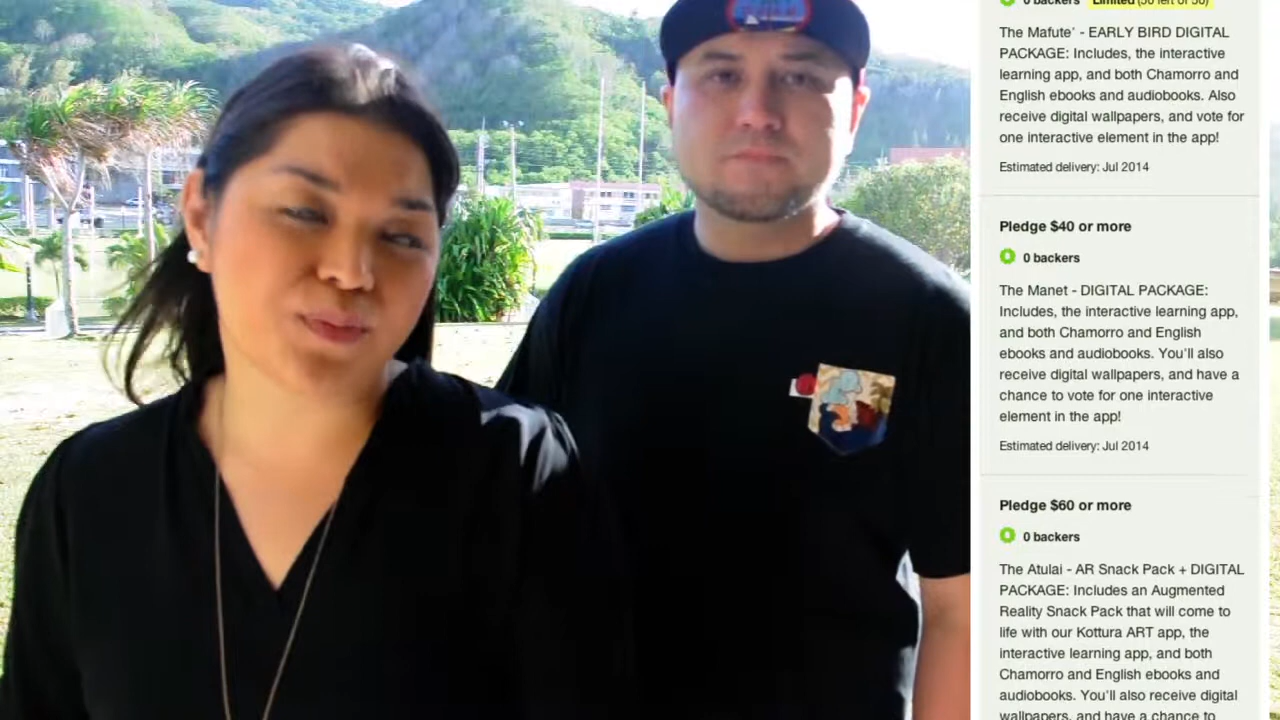 0 backers Limited (50 left of 50)
The Mafute' - EARLY BIRD DIGITAL
PACKAGE: Includes, the interactive
learning app, and both Chamorro and
English ebooks and audiobooks. Also
receive digital wallpapers, and vote for
one interactive element in the app!
Estimated delivery: Jul 2014
Pledge $40 or more
0 backers
The Manet - DIGITAL PACKAGE:
Includes, the interactive learning app,
and both Chamorro and English
ebooks and audiobooks. You'll also
receive digital wallpapers, and have a
chance to vote for one interactive
element in the app!
Estimated delivery: Jul 2014
Pledge $60 or more
0 backers
The Atulai - AR Snack Pack + DIGITAL
PACKAGE: Includes an Augmented
Reality Snack Pack that will come to
life with our Kottura ART app, the
interactive learning app, and both
Chamorro and English ebooks and
audiobooks. You'll also receive digital
wallpapers, and have a chance to